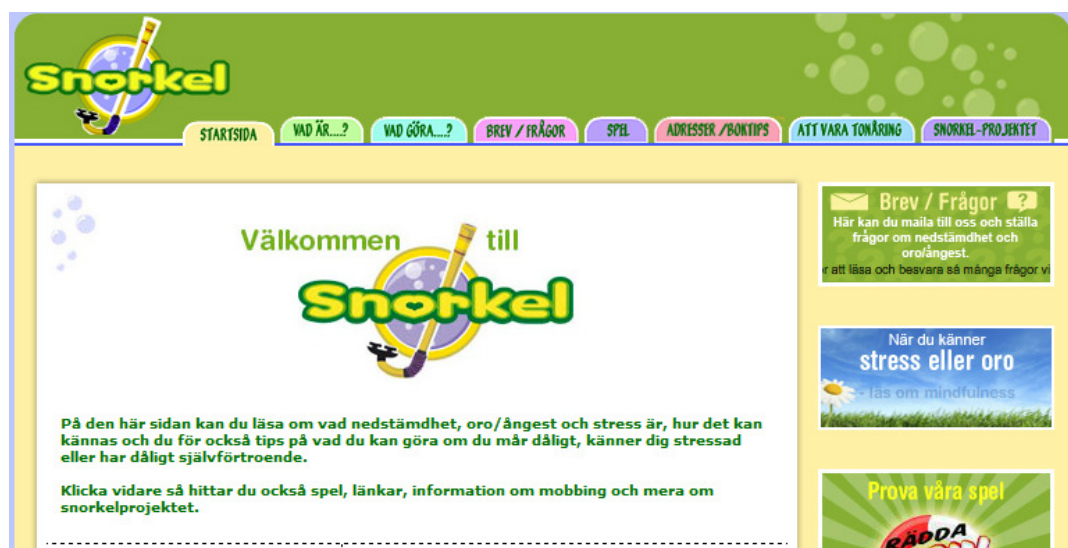 Snorkel
STARTSIDA
VAD ÄR....?
VAD GÖRA....?
BREV / FRÅGOR
SPEL
ADRESSER /BOKTIPS
ATT VARA TONÅRING
SNORKEL-PROJEKTET
Välkommen till
Snorkel
På den här sidan kan du läsa om vad nedstämdhet, oro/ångest och stress är, hur det kan
kännas och du för också tips på vad du kan göra om du mår dåligt, känner dig stressad
eller har dåligt självförtroende.
Klicka vidare så hittar du också spel, länkar, information om mobbing och mera om
snorkelprojektet.
Brev / Frågor ?
Här kan du maila till oss och ställa
frågor om nedstämdhet och
oro/ångest.
r att läsa och besvara så många frågor vi
När du känner
stress eller oro
- läs om mindfulness
Prova våra spel
RÄDDA